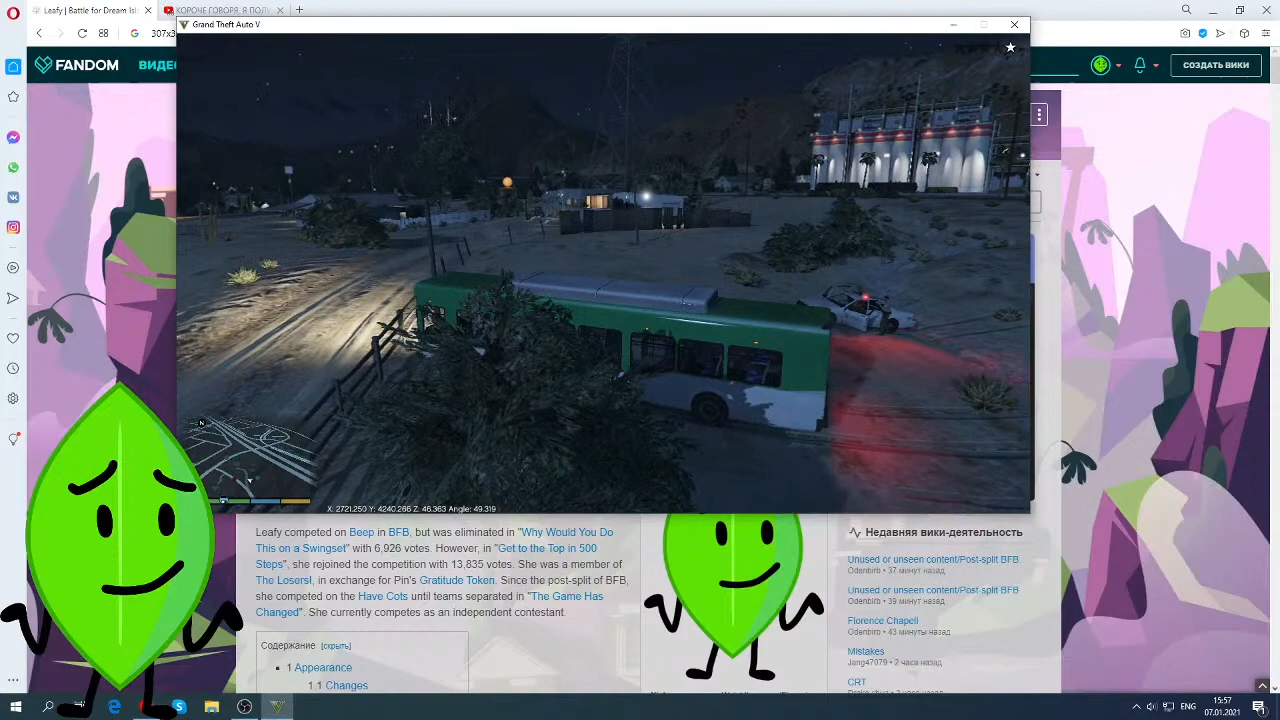 Leafy | Battle for Dream Isl
КОРОЧЕ ГОВОРЯ, Я ПОЛУ
307x3
Grand Theft Auto V
FANDOM
ВИДЕО
СОЗДАТЬ ВИКИ
N
X: 2721.250 Y: 4240.266 Z: 46.363 Angle: 49.319
Leafy competed on Beep in BFB, but was eliminated in "Why Would You Do
This on a Swingset" with 6,926 votes. However, in "Get to the Top in 500
Steps", he rejoined the competition with 13,835 votes. She was a member of
The Losers!, in exchange for Pin's Gratitude Token. Since the post-split of BFB,
she competed on the Have Cots until teams separated in "The Game Has
Changed". She currently competes as an independent contestant.
Содержание [скрыть]
1 Appearance
1.1 Changes
Недавняя вики-деятельность
Unused or unseen content/Post-split BFB
Odenbirb • 37 минут назад
Unused or unseen content/Post-split BFB
Odenbirb • 39 минут назад
Florence Chapell
Odenbirb • 43 минуты назад
Mistakes
Jang47079 • 2 часа назад
CRT
ENG
15:57
07.01.2021